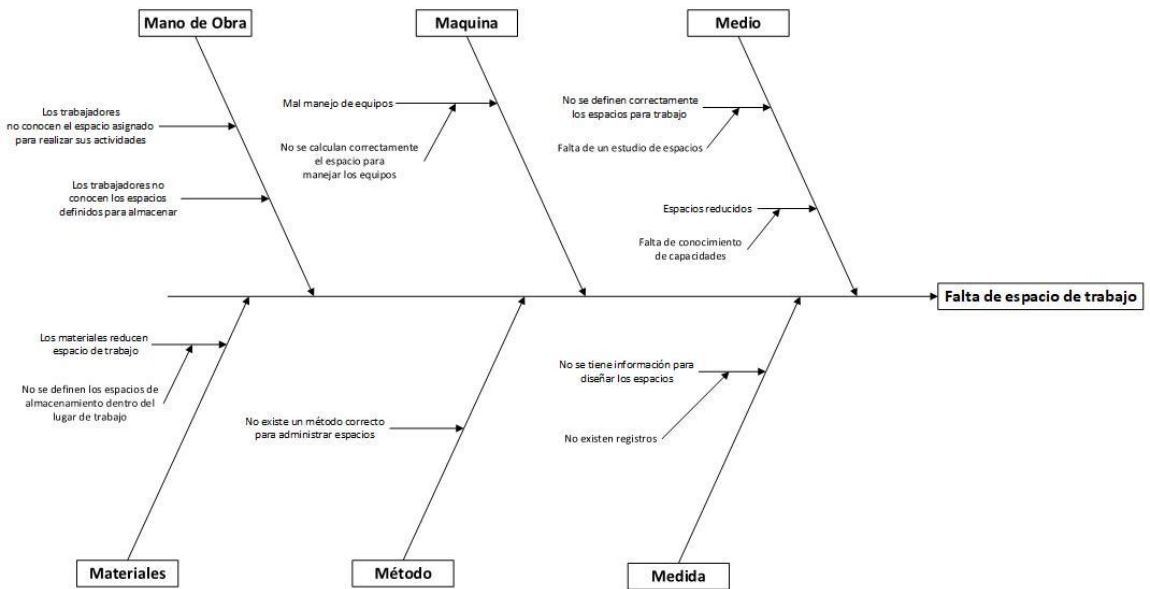 Mano de Obra
Maquina
Medio
Los trabajadores
no conocen el espacio asignado
para realizar sus actividades
Los trabajadores no
conocen los espacios
definidos para almacenar
Mal manejo de equipos
No se calculan correctamente
el espacio para
manejar los equipos
No se definen correctamente
los espacios para trabajo
Falta de un estudio de espacios
Espacios reducidos
Falta de conocimiento
de capacidades
Falta de espacio de trabajo
Los materiales reducen
espacio de trabajo
No se definen los espacios de
almacenamiento dentro del
lugar de trabajo
No existe un método correcto
para administrar espacios
No se tiene información para
diseñar los espacios
No existen registros
Materiales
Método
Medida